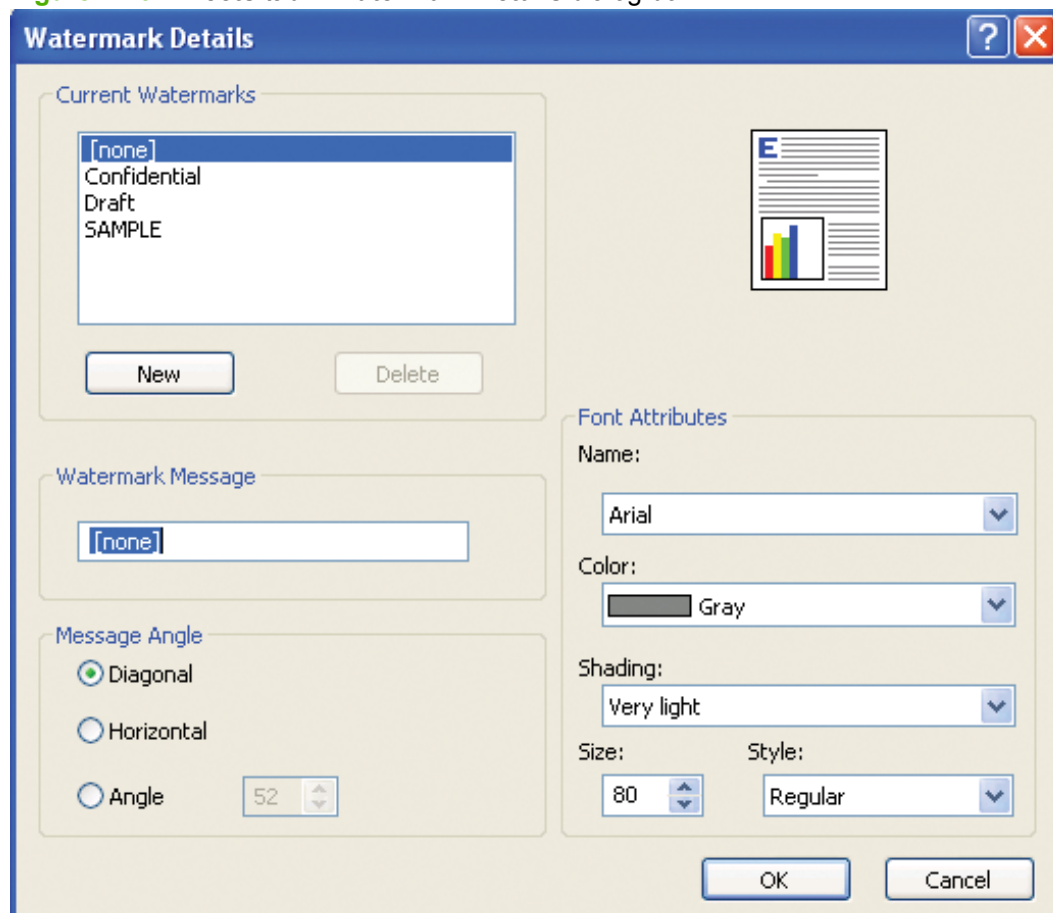 Watermark Details
Current Watermarks
[none]
Confidential
Draft
SAMPLE
New
Delete
E
Watermark Message
[none]
Message Angle
Diagonal
Horizontal
Angle
52
Font Attributes
Name:
Arial
Color:
Gray
Shading:
Very light
Size:
Style:
80
Regular
OK
Cancel